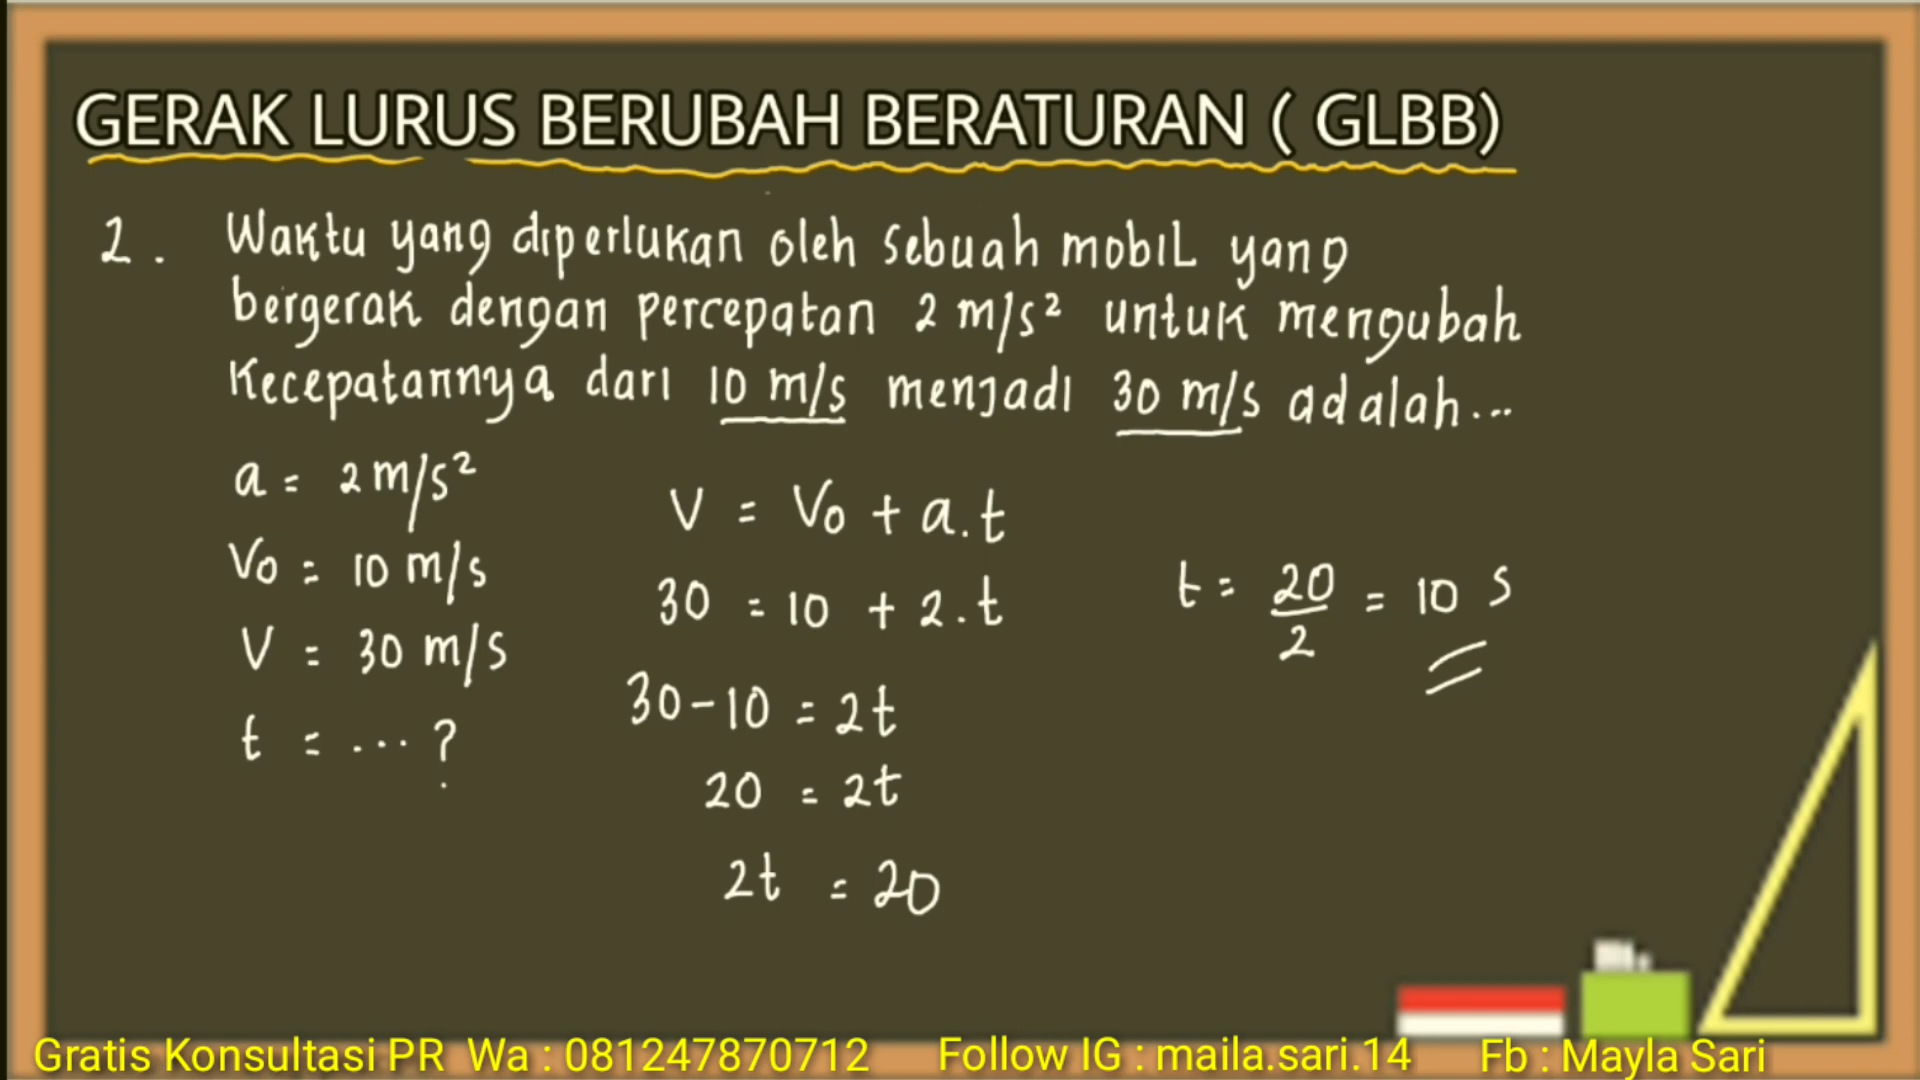 GERAK LURUS BERUBAH BERATURAN ( GLBB)
2. Waktu yang diperlukan oleh sebuah mobil yang
bergerak dengan percepatan 2 m/s² untuk mengubah
Kecepatannya dari 10 m/s menjadi 30 m/s adalah...
a = 2 m/s²
Vo = 10 m/s
V = 30 m/s
t = ... ?
V = Vo + a.t
30 = 10 + 2.t
30-10 = 2t
20 = 2t
2t = 20
t = 20/2 = 10 s
Gratis Konsultasi PR Wa : 081247870712 Follow IG : maila.sari.14 Fb : Mayla Sari